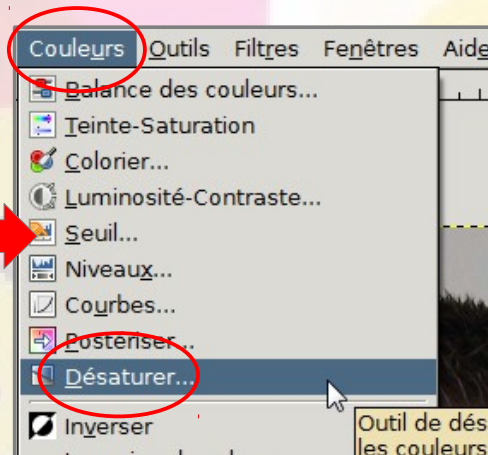 Couleurs Outils Filtres Fenêtres Aide
Balance des couleurs...
Teinte-Saturation
Colorier...
Luminosité-Contraste...
Seuil...
Niveaux...
Courbes...
Postériser...
Désaturer...
Inverser
Outil de dés
les couleurs